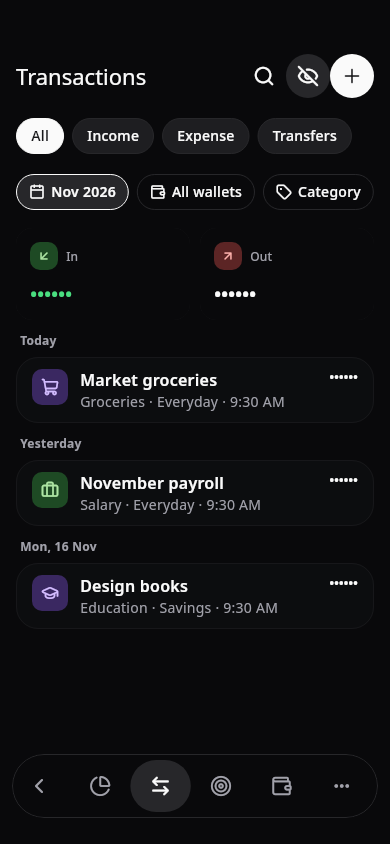 Transactions
All Income Expense Transfers
Nov 2026 All wallets Category
In Out
•••••• ••••••
Today
Market groceries ••••••
Groceries · Everyday · 9:30 AM
Yesterday
November payroll ••••••
Salary · Everyday · 9:30 AM
Mon, 16 Nov
Design books ••••••
Education · Savings · 9:30 AM